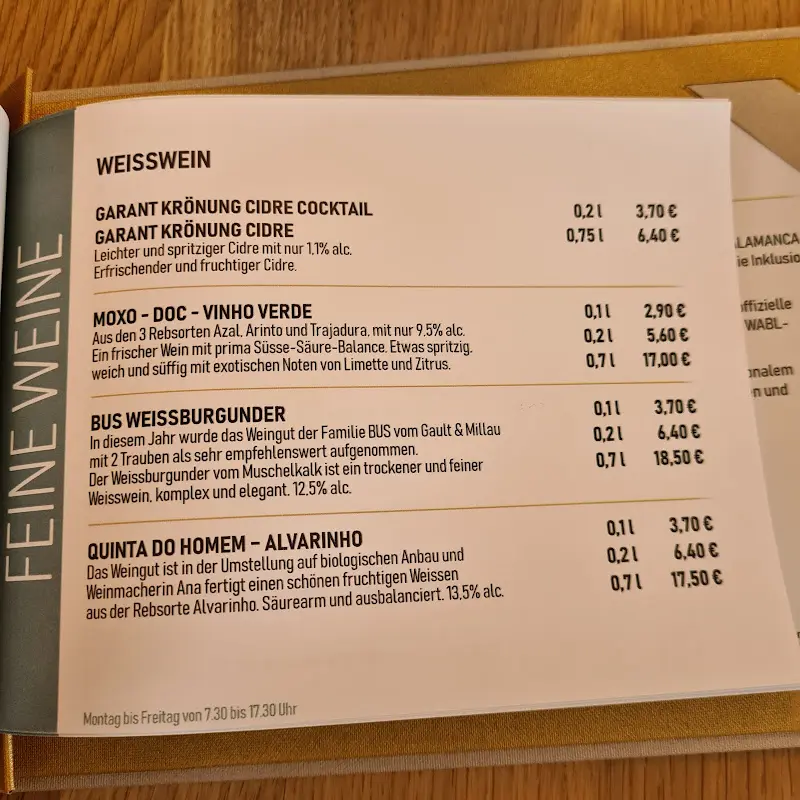 FEINE WEINE
WEISSWEIN
GARANT KRÖNUNG CIDRE COCKTAIL 0,2 l 3,70 €
GARANT KRÖNUNG CIDRE 0,75 l 6,40 €
Leichter und spritziger Cidre mit nur 1,1% alc.
Erfrischender und fruchtiger Cidre.
MOXO - DOC - VINHO VERDE 0,1 l 2,90 €
Aus den 3 Rebsorten Azal, Arinto und Trajadura, mit nur 9,5% alc. 0,2 l 5,60 €
Ein frischer Wein mit prima Süsse-Säure-Balance. Etwas spritzig,
weich und süffig mit exotischen Noten von Limette und Zitrus. 0,7 l 17,00 €
BUS WEISSBURGUNDER 0,1 l 3,70 €
In diesem Jahr wurde das Weingut der Familie BUS vom Gault & Millau 0,2 l 6,40 €
mit 2 Trauben als sehr empfehlenswert aufgenommen. 0,7 l 18,50 €
Der Weissburgunder vom Muschelkalk ist ein trockener und feiner
Weisswein, komplex und elegant. 12,5% alc.
QUINTA DO HOMEM - ALVARINHO 0,1 l 3,70 €
Das Weingut ist in der Umstellung auf biologischen Anbau und 0,2 l 6,40 €
Weinmacherin Ana fertigt einen schönen fruchtigen Weissen 0,7 l 17,50 €
aus der Rebsorte Alvarinho. Säurearm und ausbalanciert. 13,5% alc.
Montag bis Freitag von 7.30 bis 17.30 Uhr
LAMANCA
ie Inklusio
ffizielle
WABL-
nalem
n und